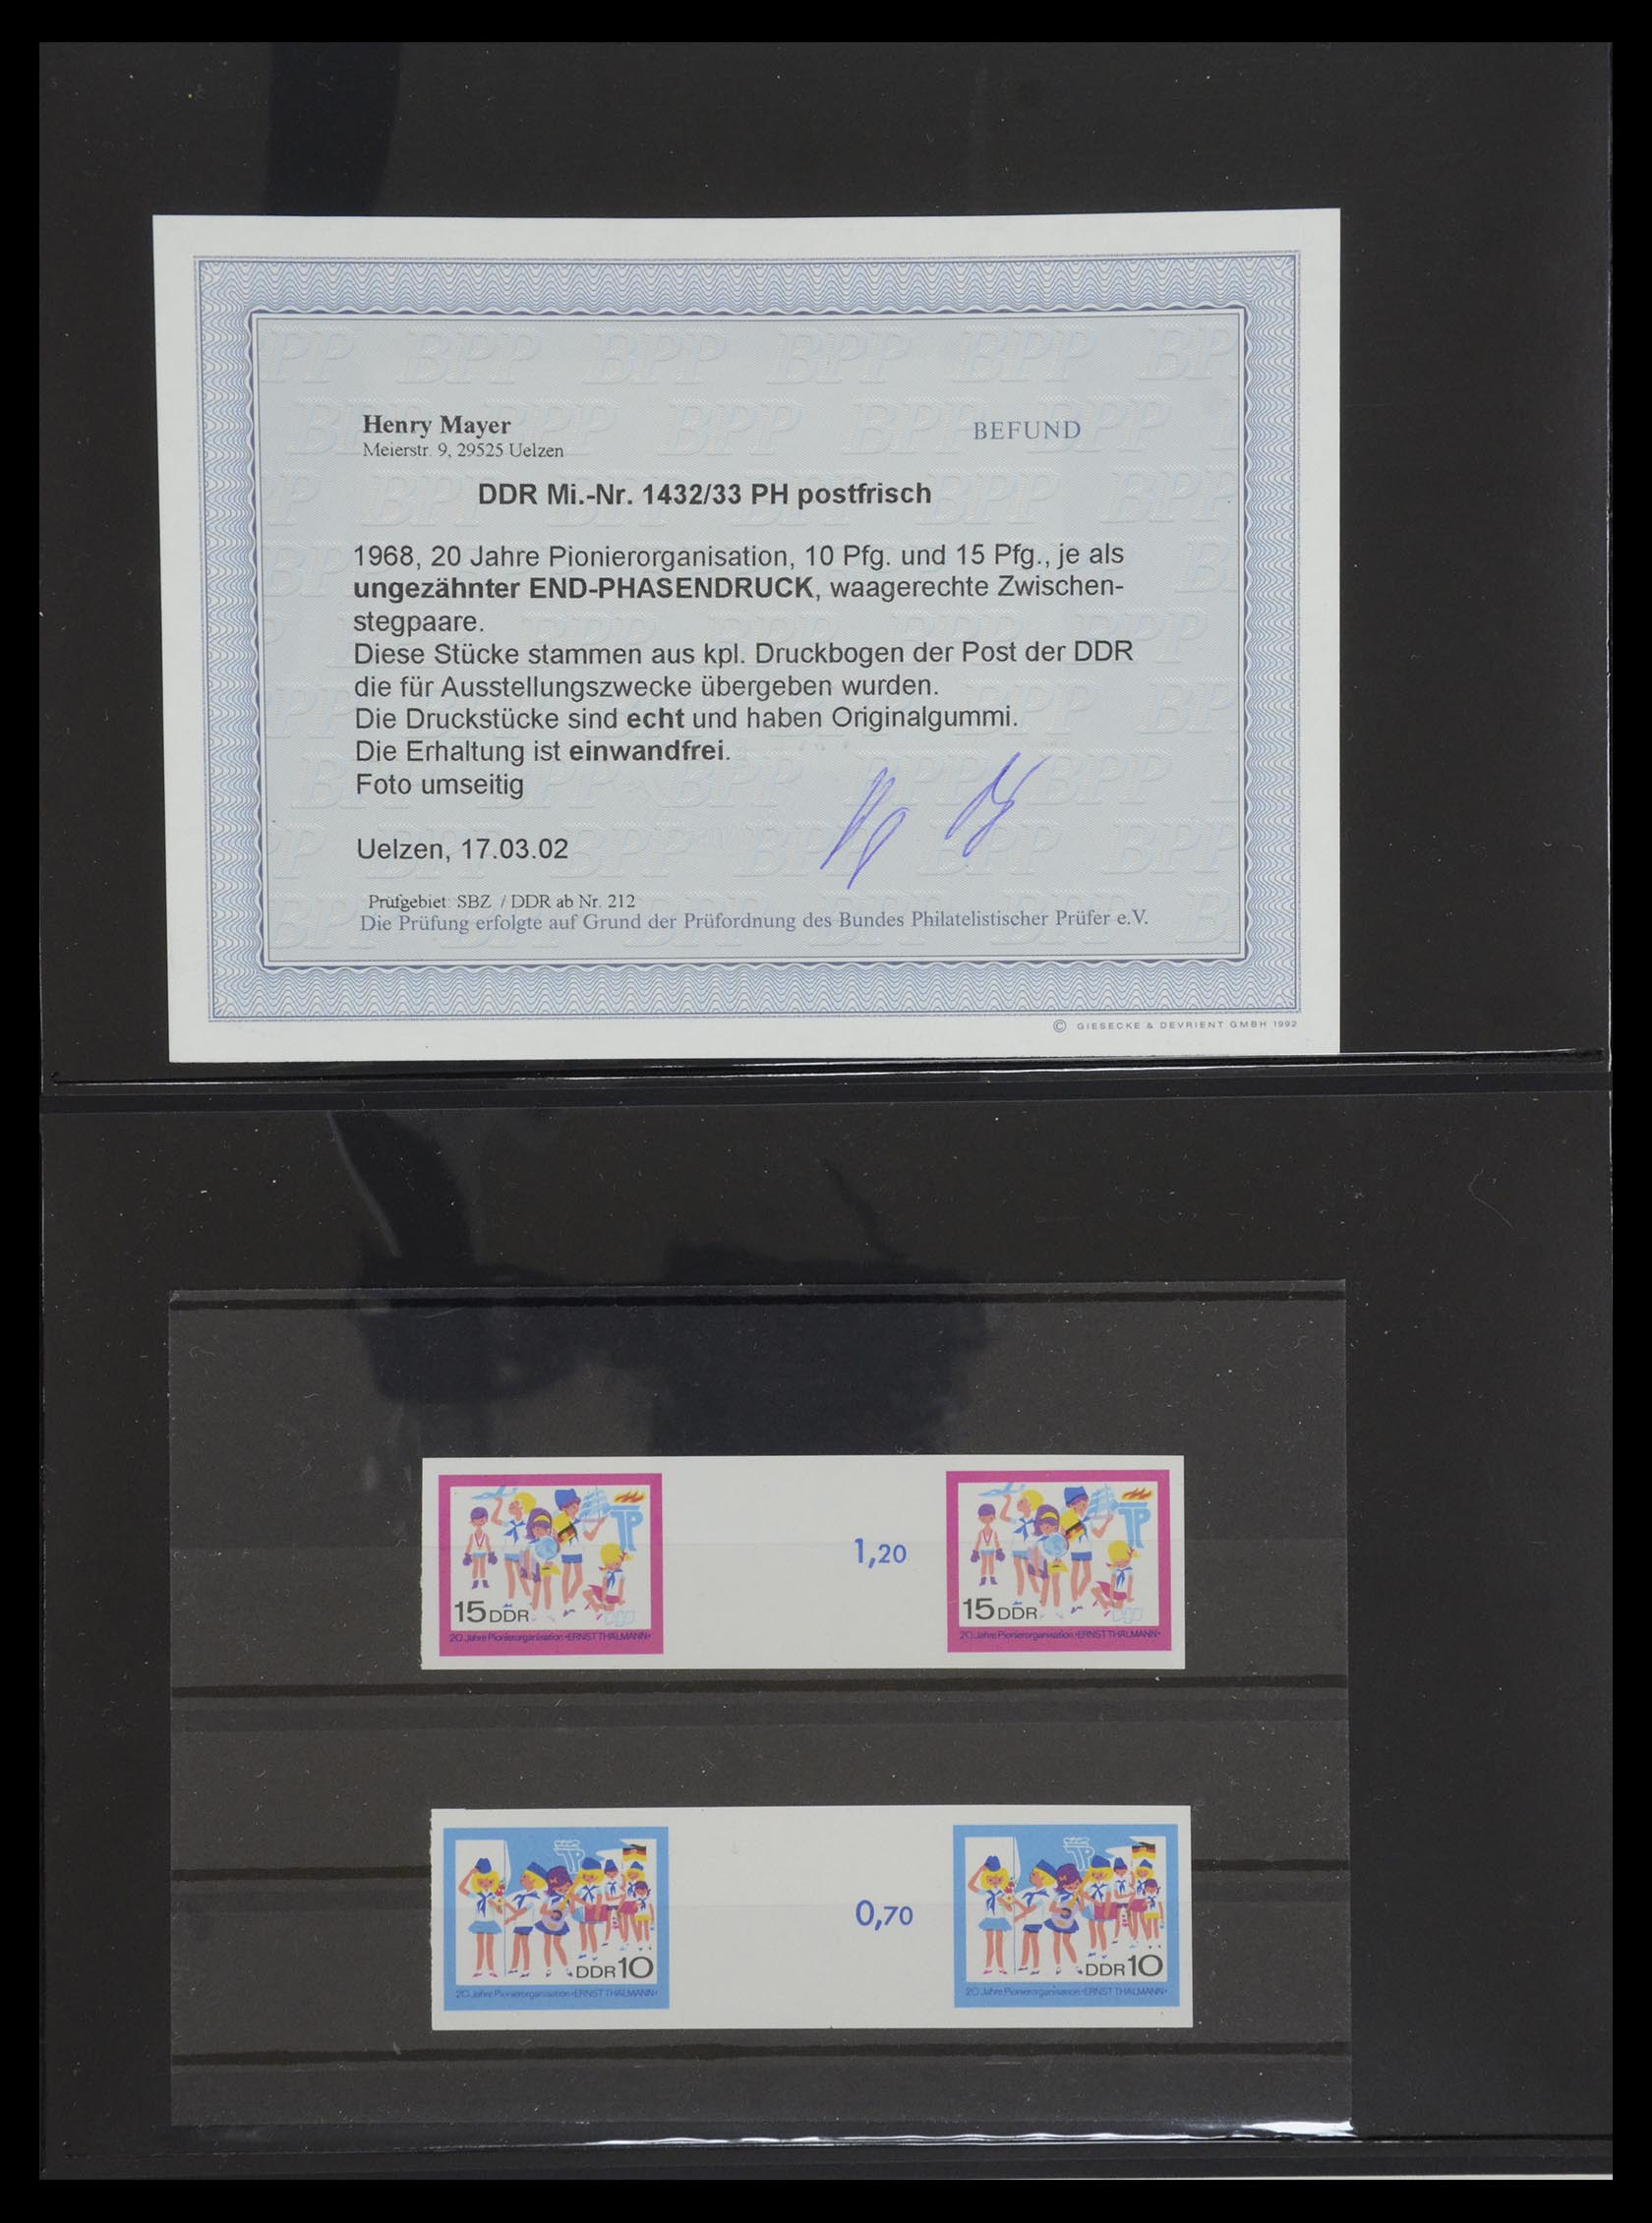 Henry Mayer
Meierstr. 9, 29525 Uelzen
BEFUND
DDR Mi.-Nr. 1432/33 PH postfrisch
1968, 20 Jahre Pionierorganisation, 10 Pfg. und 15 Pfg., je als
ungezähnter END-PHASENDRUCK, waagerechte Zwischen-
stegpaare.
Diese Stücke stammen aus kpl. Druckbogen der Post der DDR
die für Ausstellungszwecke übergeben wurden.
Die Druckstücke sind echt und haben Originalgummi.
Die Erhaltung ist einwandfrei.
Foto umseitig
Uelzen, 17.03.02
Prüfgebiet: SBZ / DDR ab Nr. 212
Die Prüfung erfolgte auf Grund der Prüfordnung des Bundes Philatelistischer Prüfer e.V.
© GIESECKE & DEVRIENT GMBH 1992
15 DDR
20 Jahre Pionierorganisation »ERNST THÄLMANN«
1,20
15 DDR
20 Jahre Pionierorganisation »ERNST THÄLMANN«
DDR 10
20 Jahre Pionierorganisation »ERNST THÄLMANN«
0,70
DDR 10
20 Jahre Pionierorganisation »ERNST THÄLMANN«